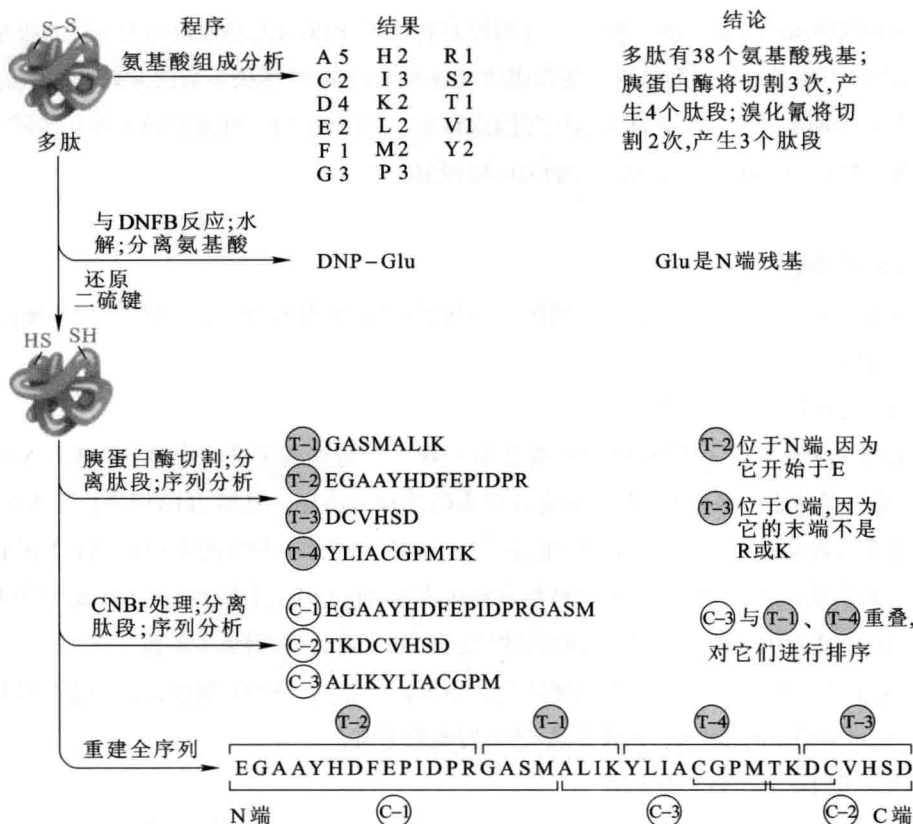 S-S
程序
结果
结论
氨基酸组成分析
A 5 H 2 R 1
C 2 I 3 S 2
D 4 K 2 T 1
E 2 L 2 V 1
F 1 M 2 Y 2
G 3 P 3
多肽有38个氨基酸残基;
胰蛋白酶将切割3次,产
生4个肽段;溴化氰将切
割2次,产生3个肽段
多肽
与DNFB反应;水
解;分离氨基酸
DNP-Glu
Glu是N端残基
还原
二硫键
HS SH
胰蛋白酶切割;分
离肽段;序列分析
T-1 GASMALIK
T-2 EGAAYHDFEPIDPR
T-3 DCVHSD
T-4 YLIACGPMTK
T-2 位于N端,因为
它开始于E
T-3 位于C端,因为
它的末端不是
R或K
CNBr处理;分离
肽段;序列分析
C-1 EGAAYHDFEPIDPRGASM
C-2 TKDCVHSD
C-3 ALIKYLIACGPM
C-3 与 T-1 、 T-4 重叠,
对它们进行排序
T-2 T-1 T-4 T-3
重建全序列
EGAAYHDFEPIDPRGASMALIKYLIACGPMTKDCVHSD
N端 C-1 C-3 C-2 C端